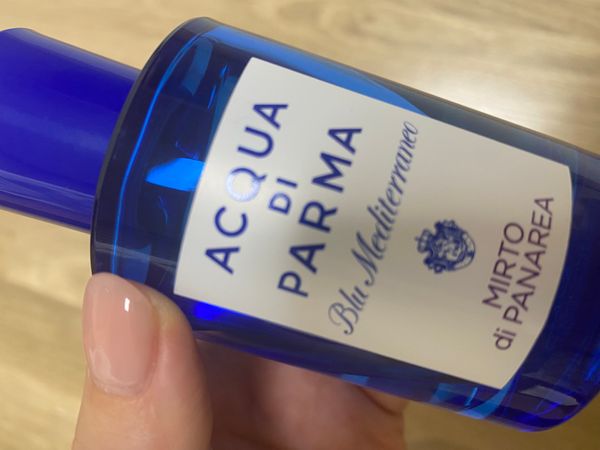 ACQUA
DI
PARMA
Blu Mediterraneo
MIRTO
di PANAREA